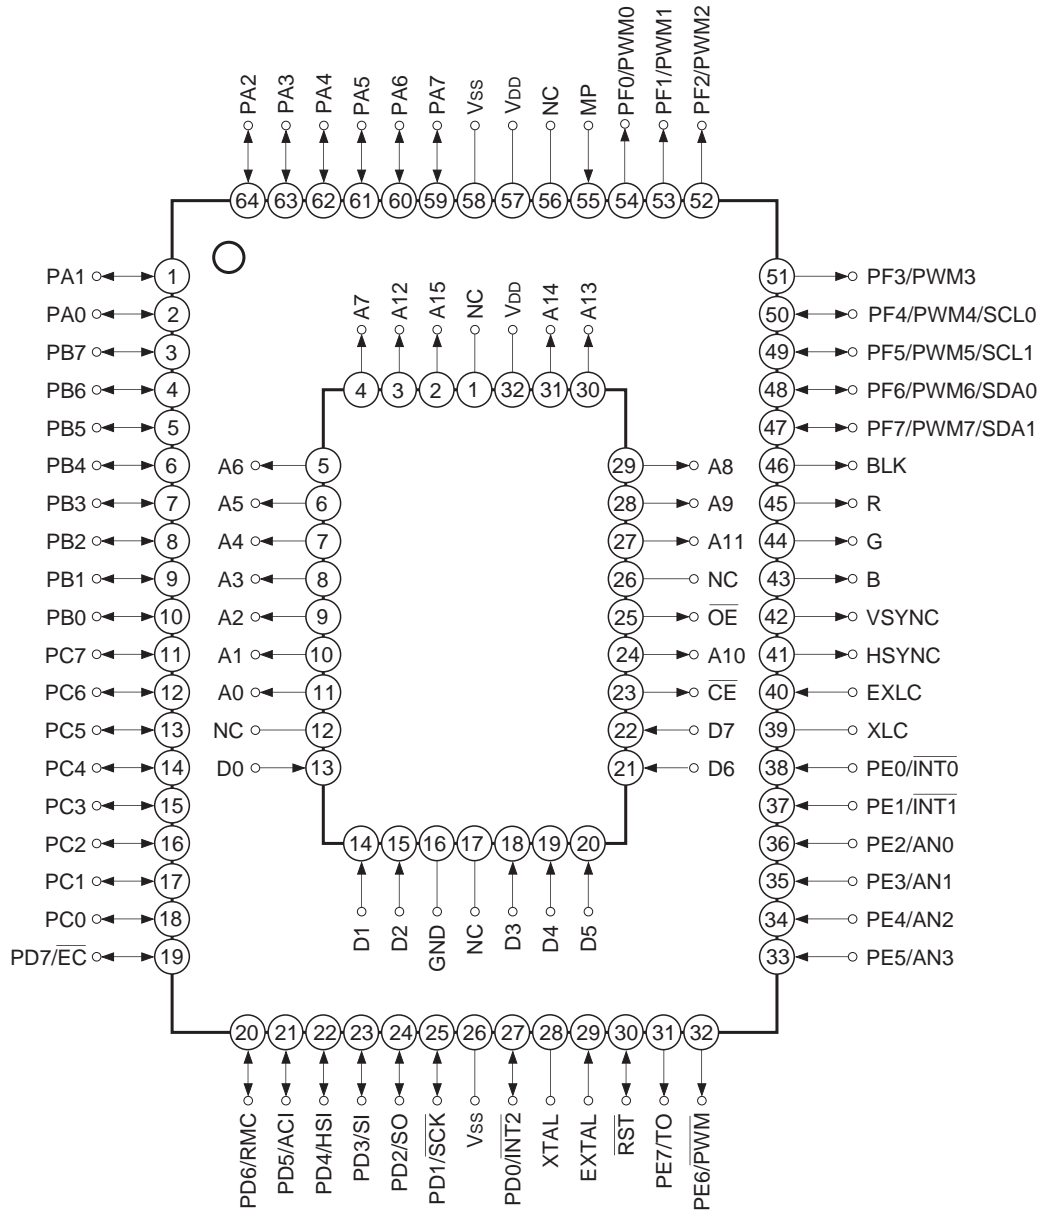 PA2 PA3 PA4 PA5 PA6 PA7 Vss VDD NC MP PF0/PWM0 PF1/PWM1 PF2/PWM2
64 63 62 61 60 59 58 57 56 55 54 53 52
PA1 1
PA0 2
PB7 3
PB6 4
PB5 5
PB4 6
PB3 7
PB2 8
PB1 9
PB0 10
PC7 11
PC6 12
PC5 13
PC4 14
PC3 15
PC2 16
PC1 17
PC0 18
PD7/EC 19
A7 A12 A15 NC VDD A14 A13
4 3 2 1 32 31 30
A6 5
A5 6
A4 7
A3 8
A2 9
A1 10
A0 11
NC 12
D0 13
29 A8
28 A9
27 A11
26 NC
25 OE
24 A10
23 CE
22 D7
21 D6
14 15 16 17 18 19 20
D1 D2 GND NC D3 D4 D5
51 PF3/PWM3
50 PF4/PWM4/SCL0
49 PF5/PWM5/SCL1
48 PF6/PWM6/SDA0
47 PF7/PWM7/SDA1
46 BLK
45 R
44 G
43 B
42 VSYNC
41 HSYNC
40 EXLC
39 XLC
38 PE0/INT0
37 PE1/INT1
36 PE2/AN0
35 PE3/AN1
34 PE4/AN2
33 PE5/AN3
20 21 22 23 24 25 26 27 28 29 30 31 32
PD6/RMC PD5/ACI PD4/HSI PD3/SI PD2/SO PD1/SCK Vss PD0/INT2 XTAL EXTAL RST PE7/TO PE6/PWM